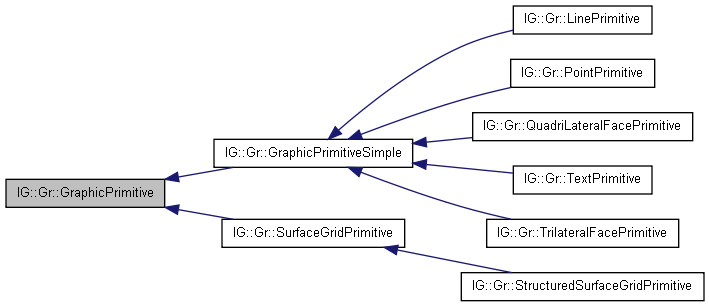 IG::Gr::LinePrimitive
IG::Gr::PointPrimitive
IG::Gr::QuadriLateralFacePrimitive
IG::Gr::GraphicPrimitiveSimple
IG::Gr::TextPrimitive
IG::Gr::GraphicPrimitive
IG::Gr::SurfaceGridPrimitive
IG::Gr::TrilateralFacePrimitive
IG::Gr::StructuredSurfaceGridPrimitive